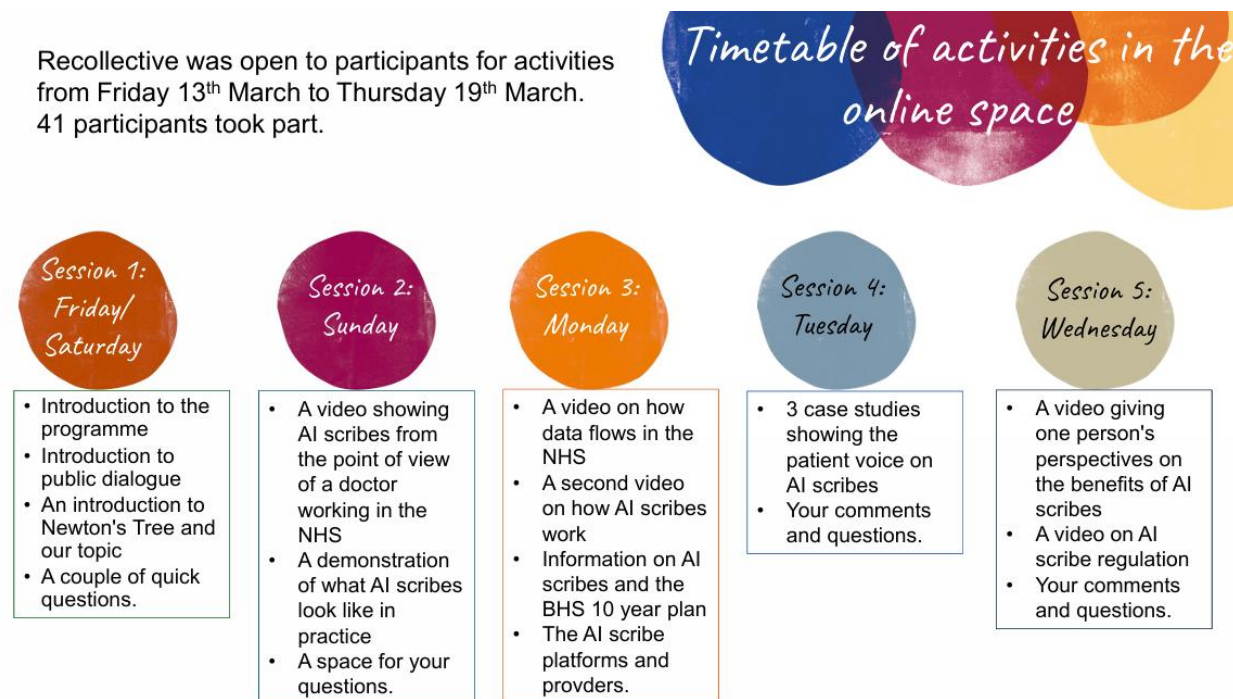 Recollective was open to participants for activities
from Friday 13th March to Thursday 19th March.
41 participants took part.
Timetable of activities in the
online space
Session 1:
Friday/
Saturday
• Introduction to the
programme
• Introduction to
public dialogue
• An introduction to
Newton's Tree and
our topic
• A couple of quick
questions.
Session 2:
Sunday
• A video showing
AI scribes from
the point of view
of a doctor
working in the
NHS
• A demonstration
of what AI scribes
look like in
practice
• A space for your
questions.
Session 3:
Monday
• A video on how
data flows in the
NHS
• A second video
on how AI scribes
work
• Information on AI
scribes and the
BHS 10 year plan
• The AI scribe
platforms and
provders.
Session 4:
Tuesday
• 3 case studies
showing the
patient voice on
AI scribes
• Your comments
and questions.
Session 5:
Wednesday
• A video giving
one person's
perspectives on
the benefits of AI
scribes
• A video on AI
scribe regulation
• Your comments
and questions.